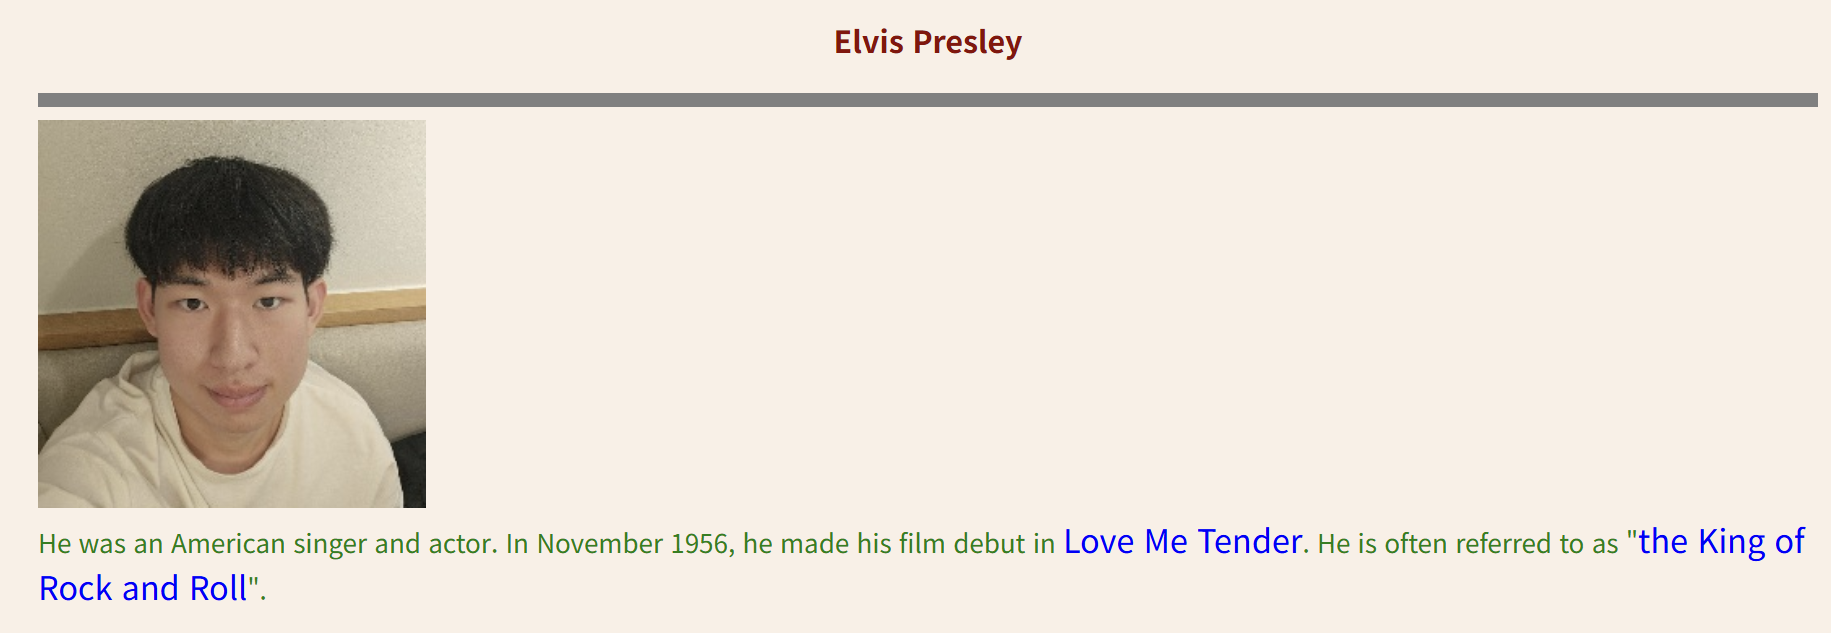 Elvis Presley
He was an American singer and actor. In November 1956, he made his film debut in Love Me Tender. He is often referred to as "the King of
Rock and Roll".